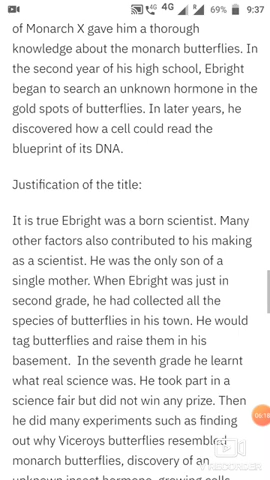 4G 4G R 69% 9:37
of Monarch X gave him a thorough
knowledge about the monarch butterflies. In
the second year of his high school, Ebright
began to search an unknown hormone in the
gold spots of butterflies. In later years, he
discovered how a cell could read the
blueprint of its DNA.
Justification of the title:
It is true Ebright was a born scientist. Many
other factors also contributed to his making
as a scientist. He was the only son of a
single mother. When Ebright was just in
second grade, he had collected all the
species of butterflies in his town. He would
tag butterflies and raise them in his
basement. In the seventh grade he learnt
what real science was. He took part in a
science fair but did not win any prize. Then
he did many experiments such as finding
out why Viceroys butterflies resembled
monarch butterflies, discovery of an
unknown insect hormone, growing cells